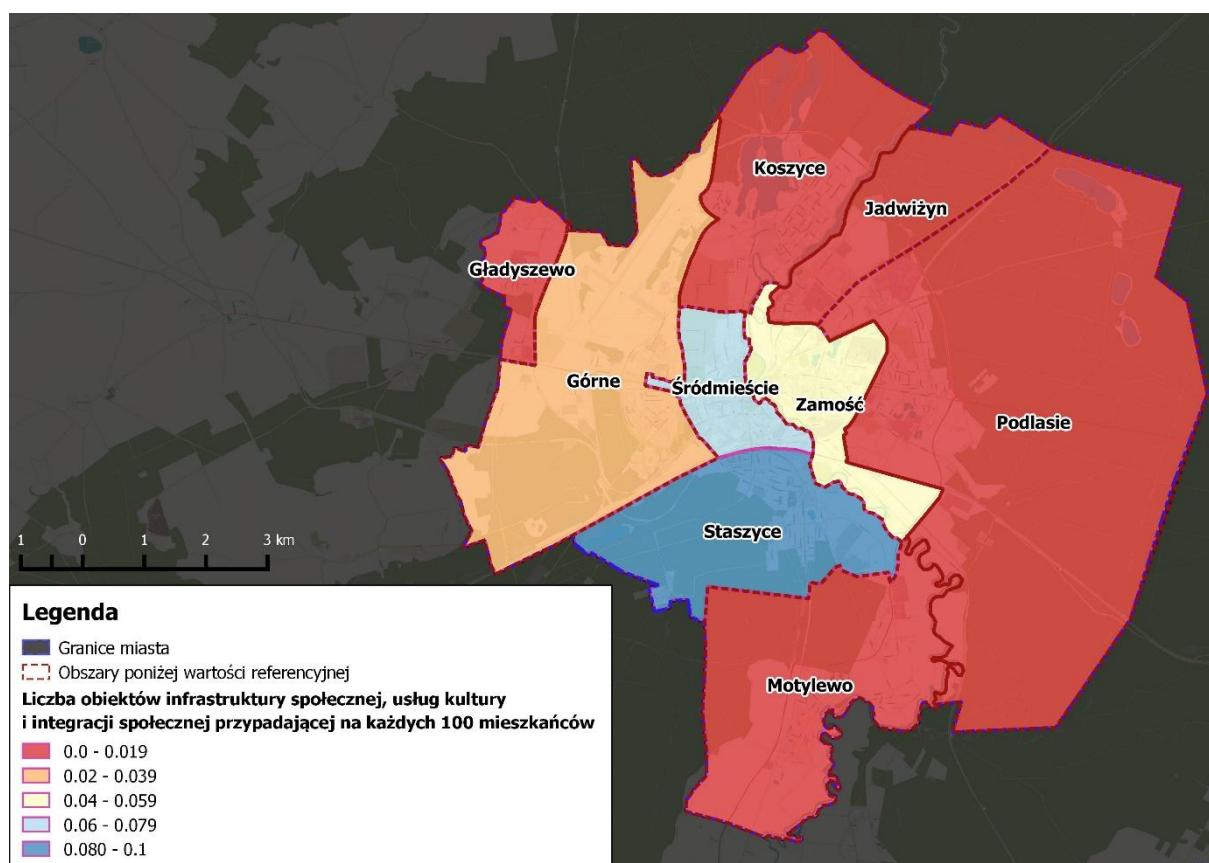 Koszyce
Jadwiżyn
Gładyszewo
Górne
Śródmieście
Zamość
Podlasie
Staszyce
Motylewo
1 0 1 2 3 km
Legenda
Granice miasta
Obszary poniżej wartości referencyjnej
Liczba obiektów infrastruktury społecznej, usług kultury
i integracji społecznej przypadającej na każdych 100 mieszkańców
0.0 - 0.019
0.02 - 0.039
0.04 - 0.059
0.06 - 0.079
0.080 - 0.1